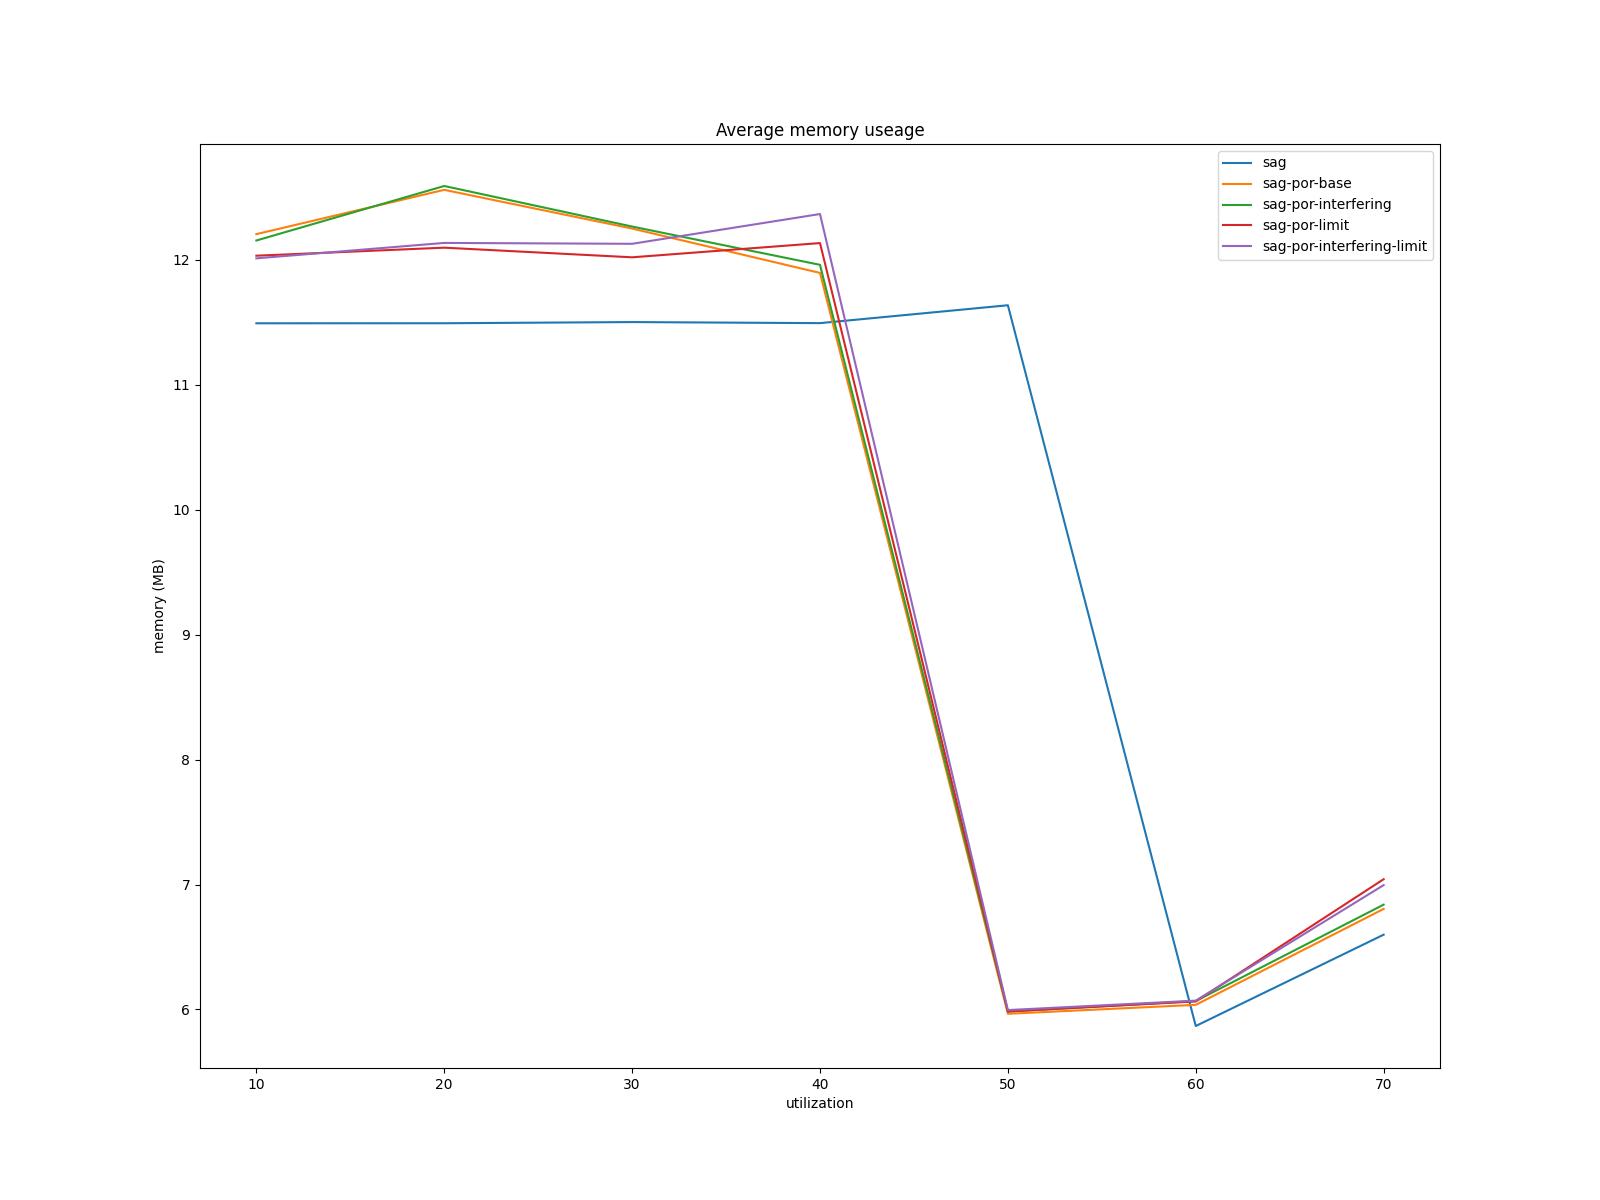 Average memory useage
sag
sag-por-base
sag-por-interfering
sag-por-limit
sag-por-interfering-limit
12
11
10
9
8
7
6
memory (MB)
10 20 30 40 50 60 70
utilization